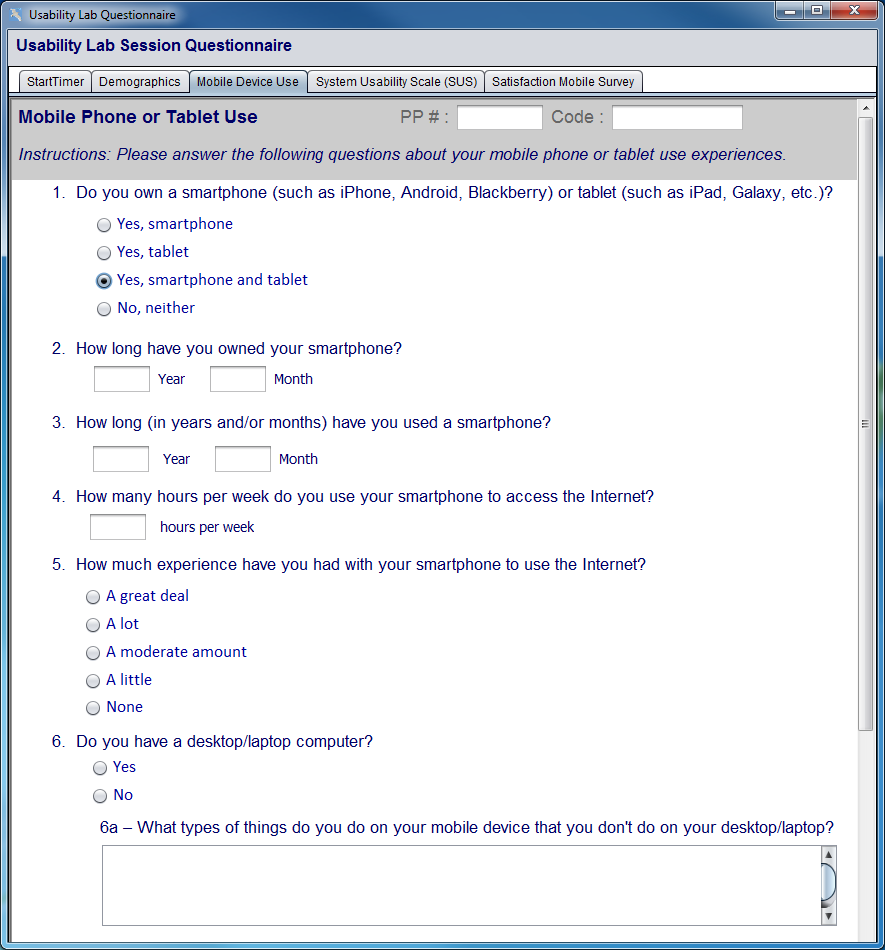 Usability Lab Questionnaire
Usability Lab Session Questionnaire
StartTimer Demographics Mobile Device Use System Usability Scale (SUS) Satisfaction Mobile Survey
Mobile Phone or Tablet Use PP # : Code :
Instructions: Please answer the following questions about your mobile phone or tablet use experiences.
1. Do you own a smartphone (such as iPhone, Android, Blackberry) or tablet (such as iPad, Galaxy, etc.)?
Yes, smartphone
Yes, tablet
Yes, smartphone and tablet
No, neither
2. How long have you owned your smartphone?
Year Month
3. How long (in years and/or months) have you used a smartphone?
Year Month
4. How many hours per week do you use your smartphone to access the Internet?
hours per week
5. How much experience have you had with your smartphone to use the Internet?
A great deal
A lot
A moderate amount
A little
None
6. Do you have a desktop/laptop computer?
Yes
No
6a – What types of things do you do on your mobile device that you don't do on your desktop/laptop?